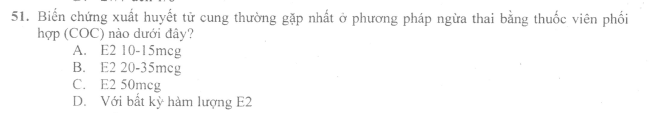 51. Biến chứng xuất huyết tử cung thường gặp nhất ở phương pháp ngừa thai bằng thuốc viên phối
hợp (COC) nào dưới đây?
A. E2 10-15mcg
B. E2 20-35mcg
C. E2 50mcg
D. Với bất kỳ hàm lượng E2